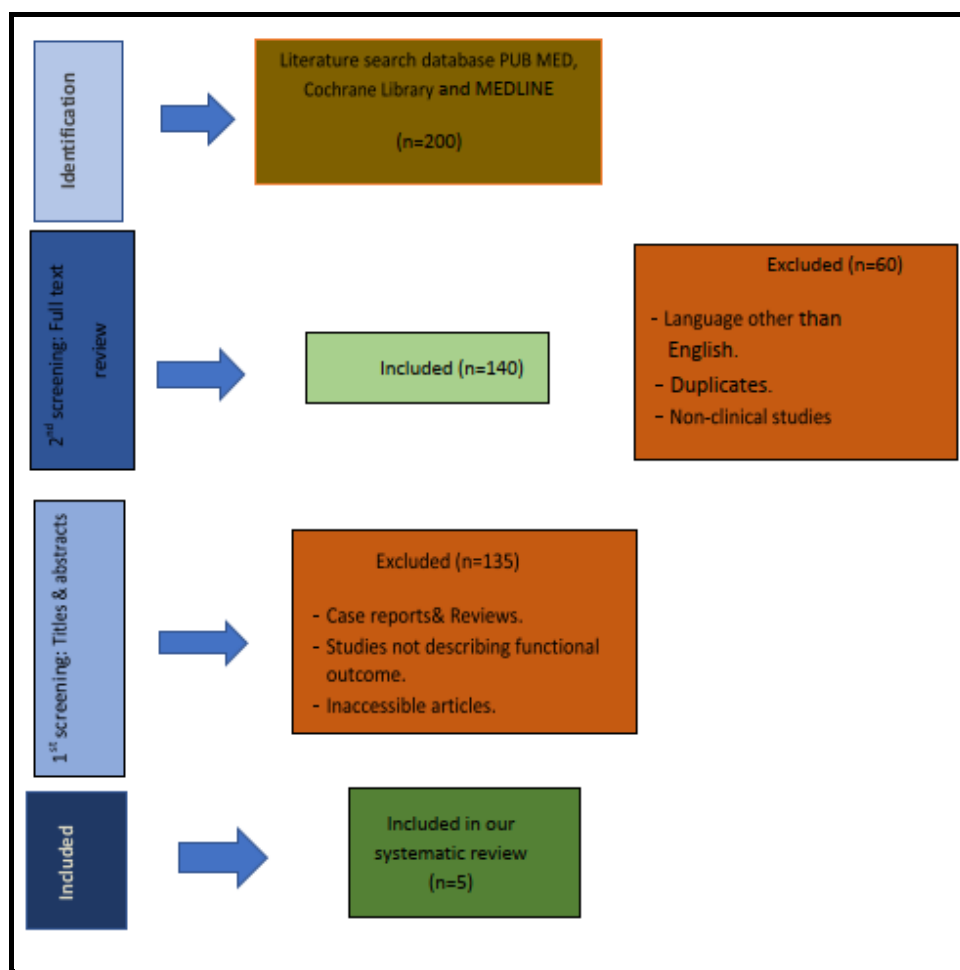 Identification
Literature search database PUB MED,
Cochrane Library and MEDLINE
(n=200)
2nd screening: Full text
review
Included (n=140)
Excluded (n=60)
- Language other than
English.
- Duplicates.
- Non-clinical studies
1st screening: Titles & abstracts
Excluded (n=135)
- Case reports& Reviews.
- Studies not describing functional
outcome.
- Inaccessible articles.
Included
Included in our
systematic review
(n=5)